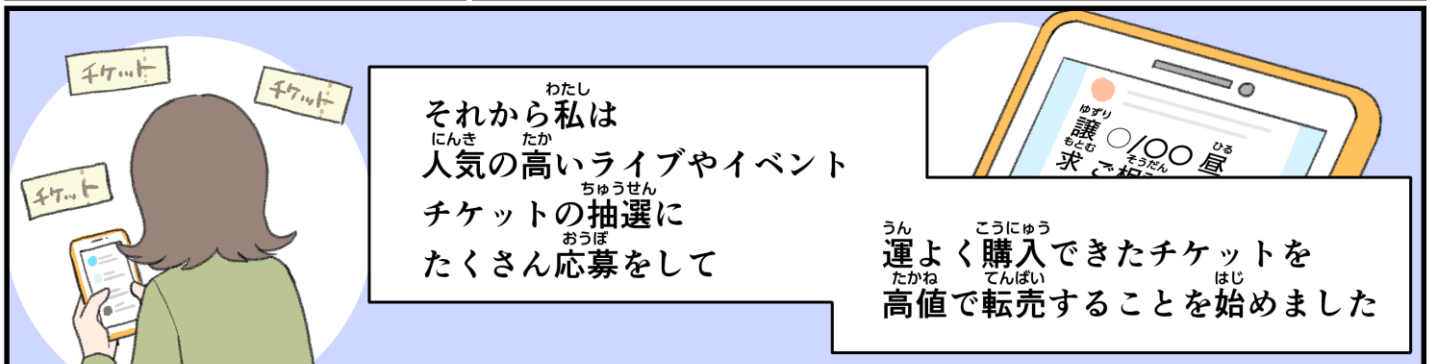 チケット
チケット
チケット
それから私は
人気の高いライブやイベント
チケットの抽選に
たくさん応募をして
譲 ○/○○ 昼
求 ご相
運よく購入できたチケットを
高値で転売することを始めました